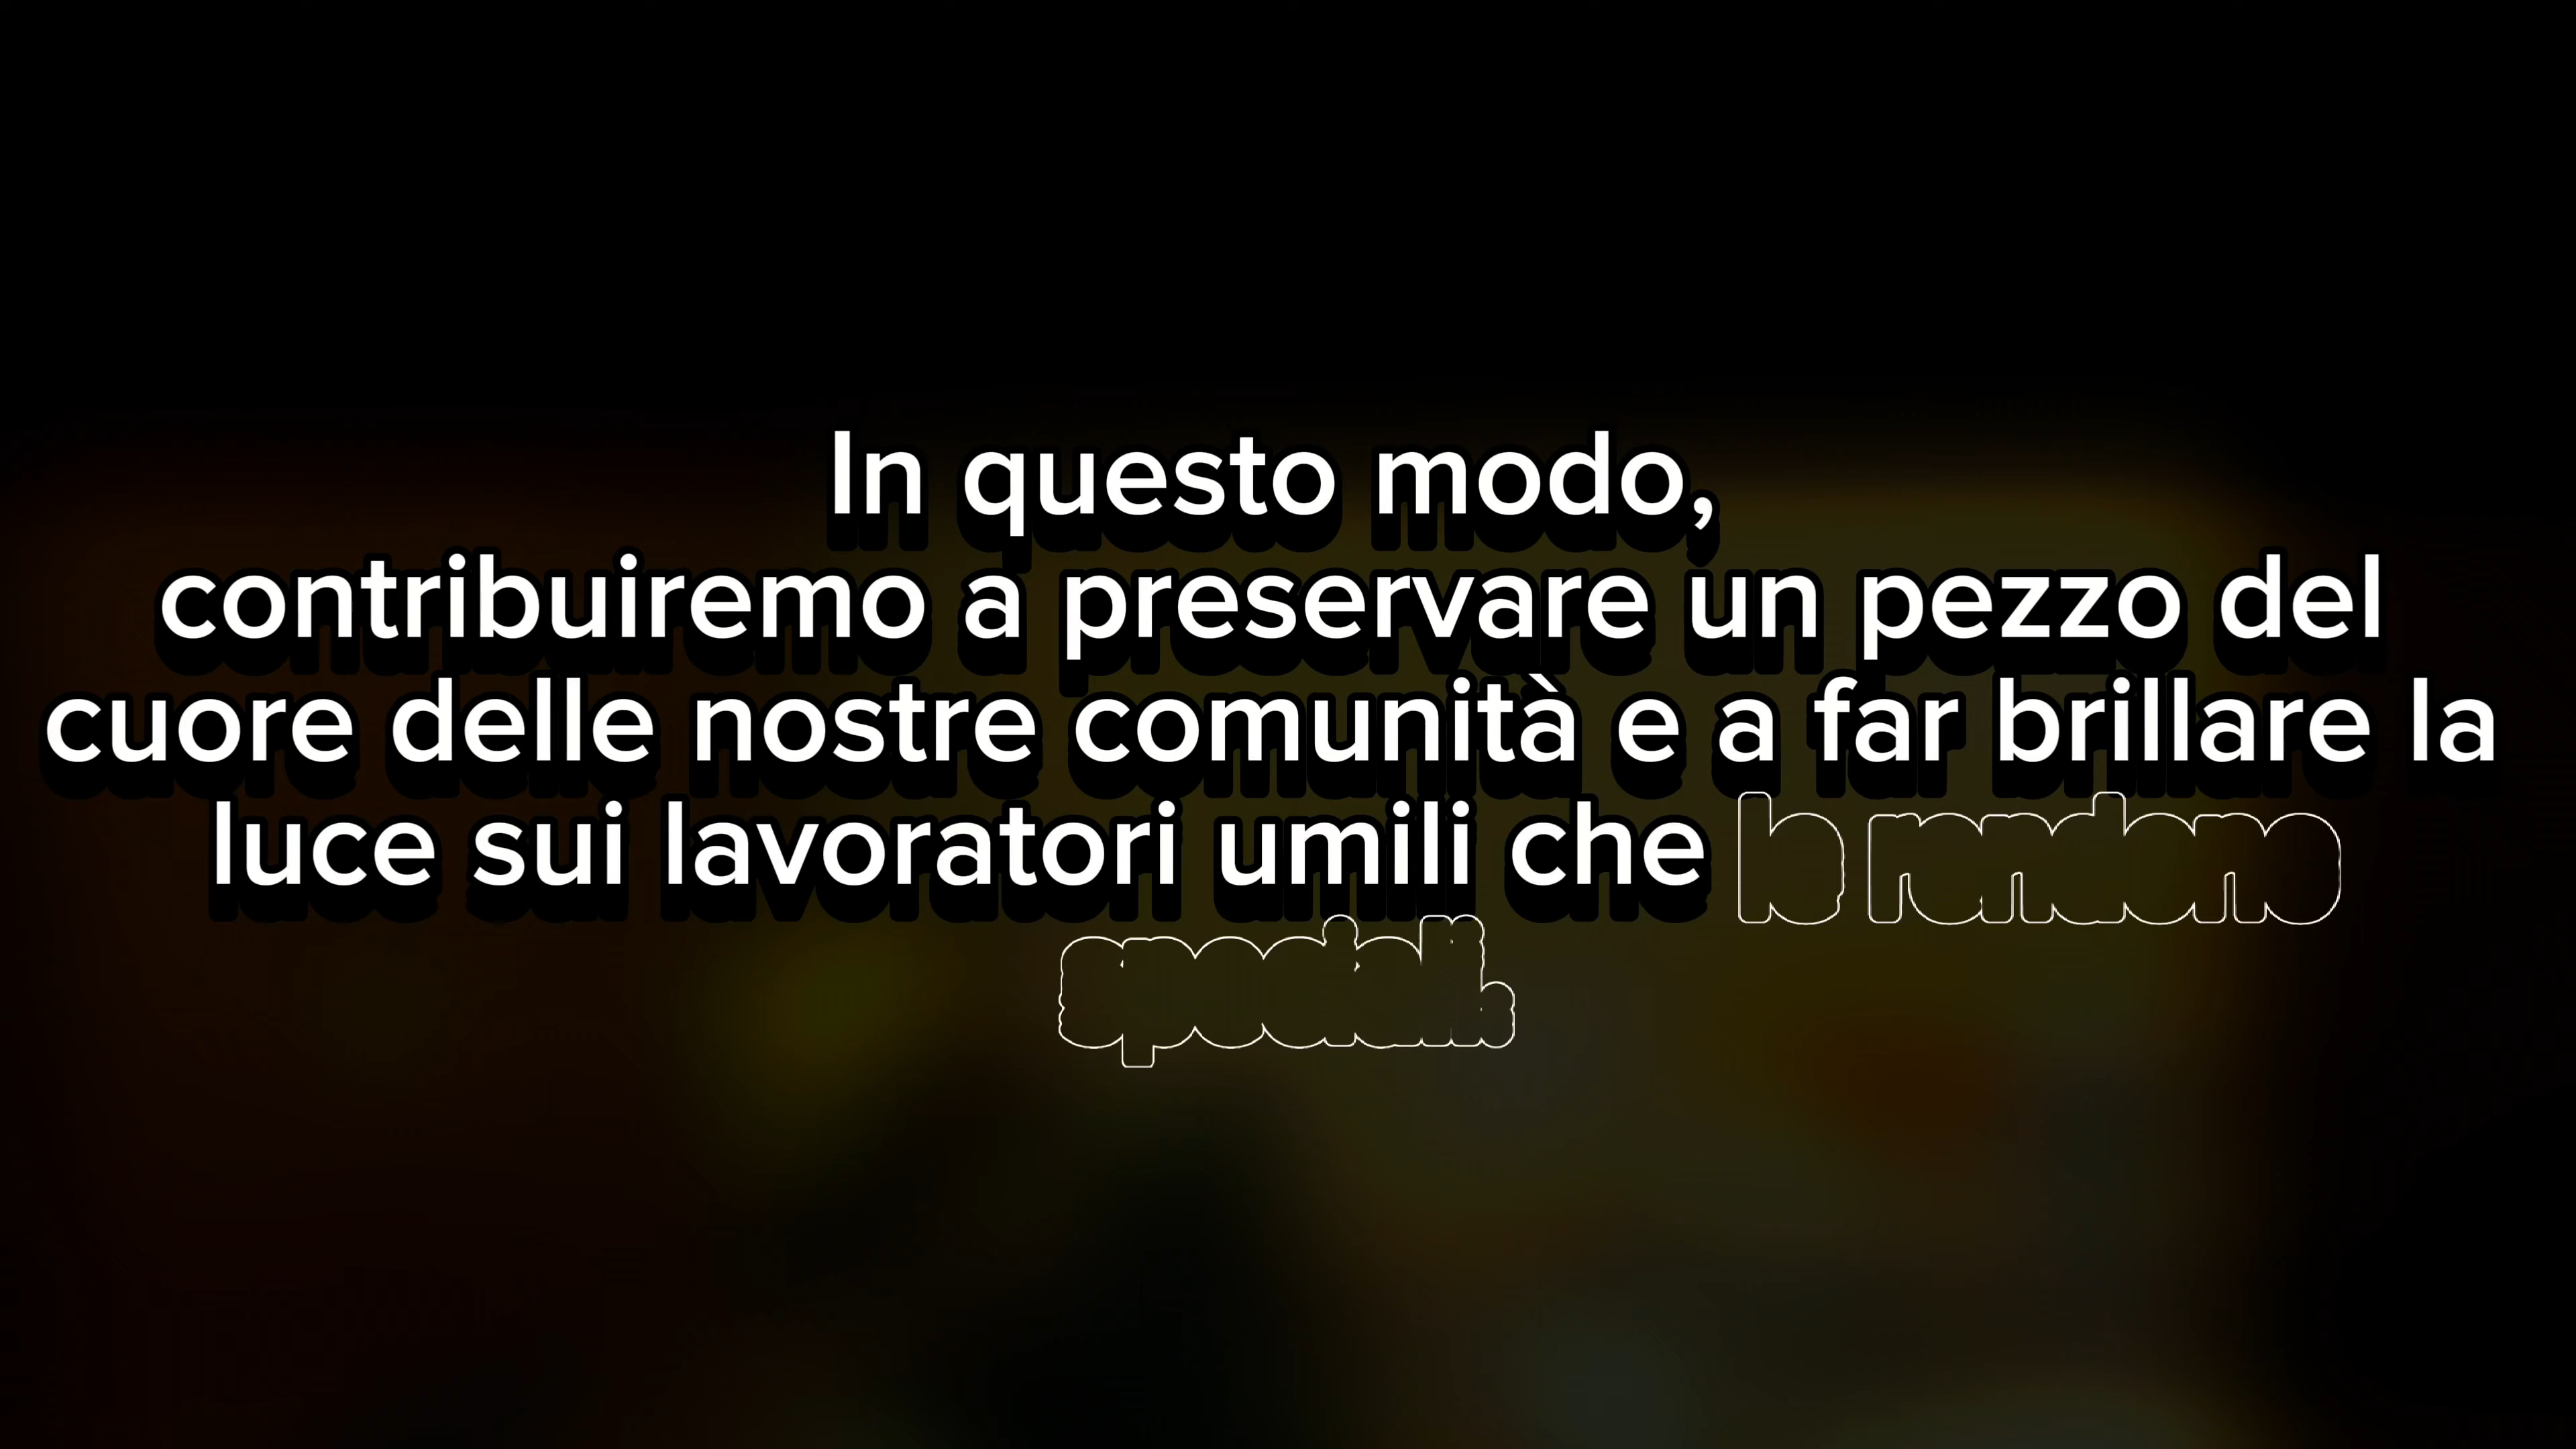 In questo modo,
contribuiremo a preservare un pezzo del
cuore delle nostre comunità e a far brillare la
luce sui lavoratori umili che le rendono
speciali.